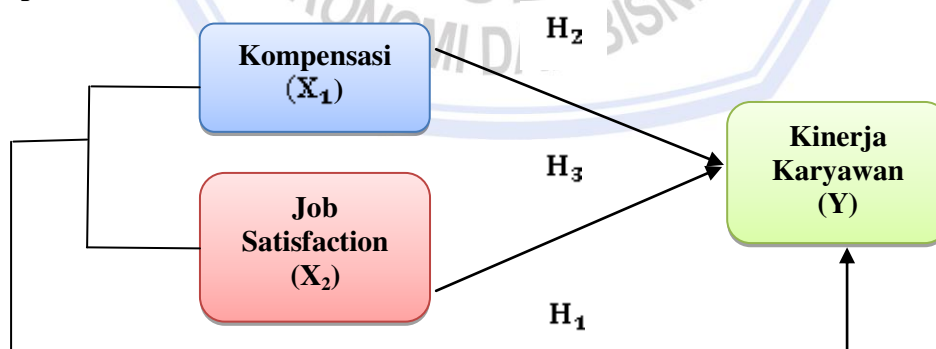 H₂
Kompensasi
(X₁)
Kinerja
Karyawan
(Y)
H₃
Job
Satisfaction
(X₂)
H₁